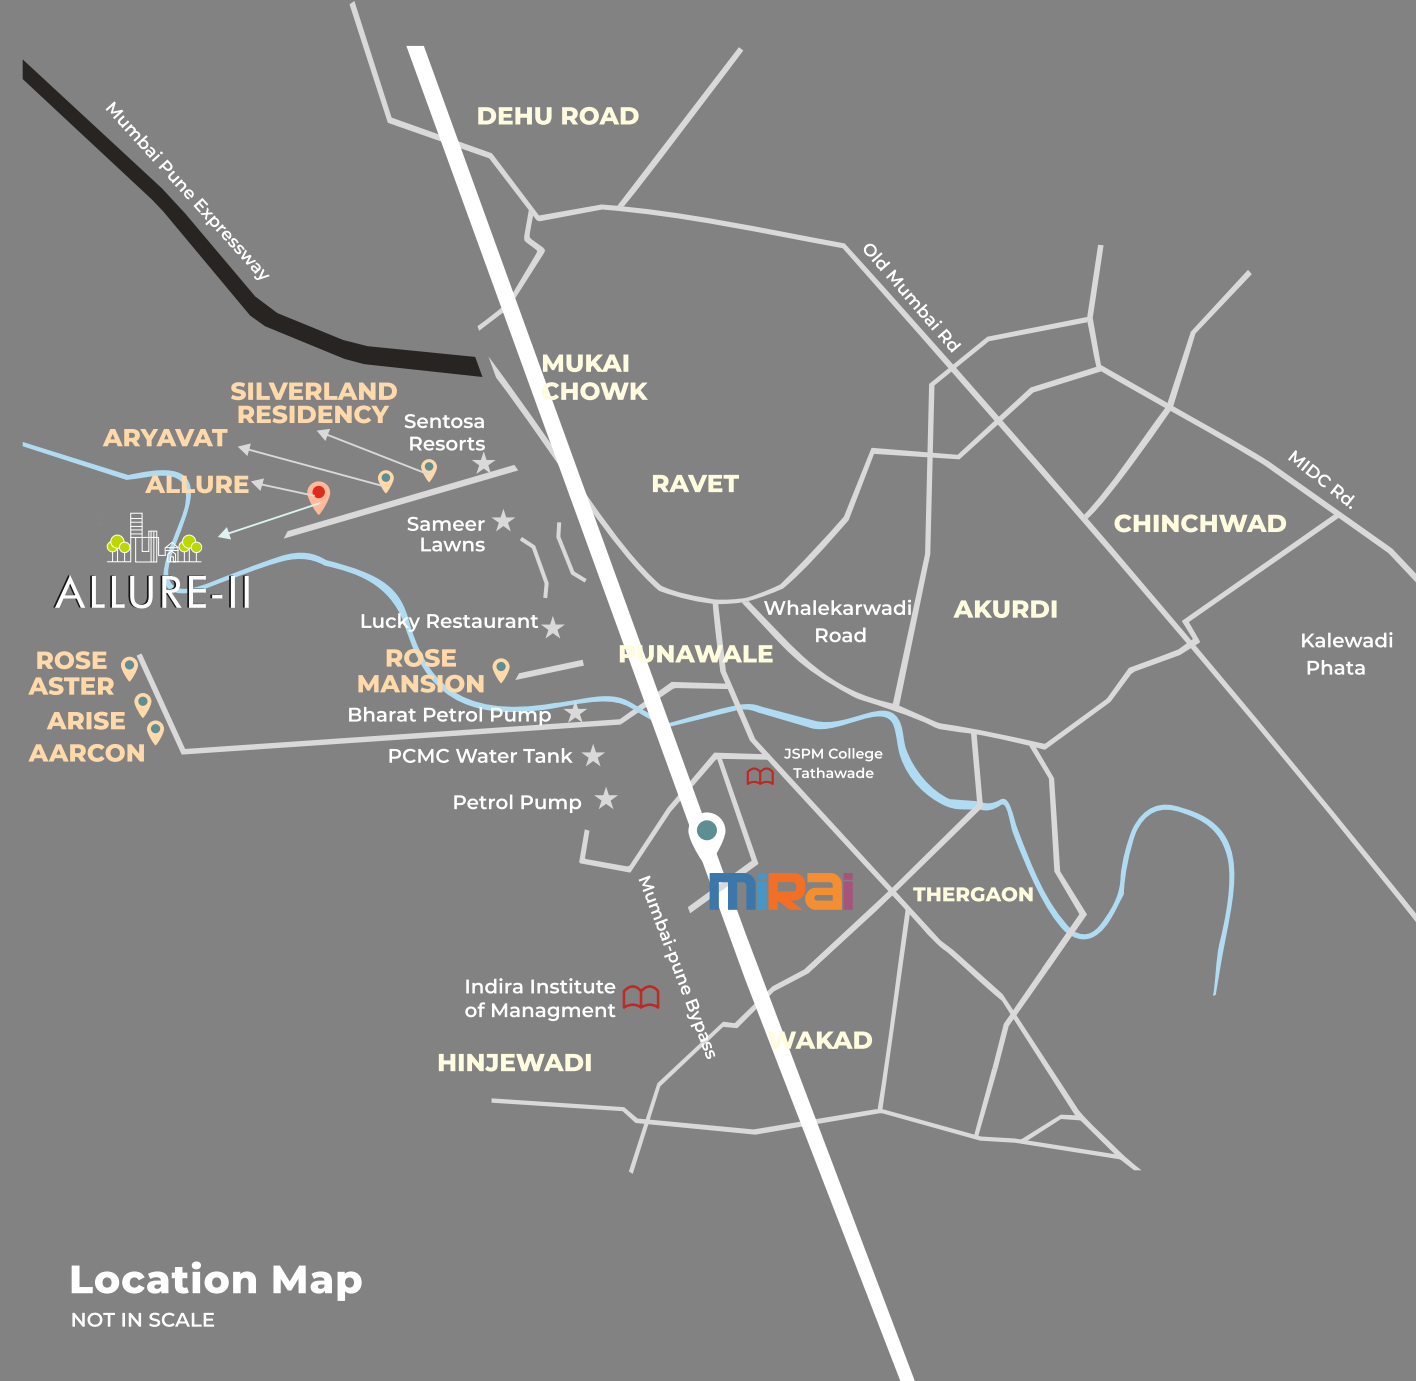 DEHU ROAD
Mumbai Pune Expressway
Old Mumbai Rd
MUKAI
CHOWK
SILVERLAND
RESIDENCY
Sentosa
Resorts
ARYAVAT
ALLURE
RAVET
MIDC Rd.
CHINCHWAD
Sameer
Lawns
ALLURE-II
Whalekarwadi
Road
AKURDI
Lucky Restaurant
Kalewadi
Phata
PUNAWALE
ROSE
ASTER
ROSE
MANSION
ARISE
Bharat Petrol Pump
AARCON
PCMC Water Tank
JSPM College
Tathawade
Petrol Pump
miRai
THERGAON
Mumbai-pune Bypass
Indira Institute
of Managment
WAKAD
HINJEWADI
Location Map
NOT IN SCALE